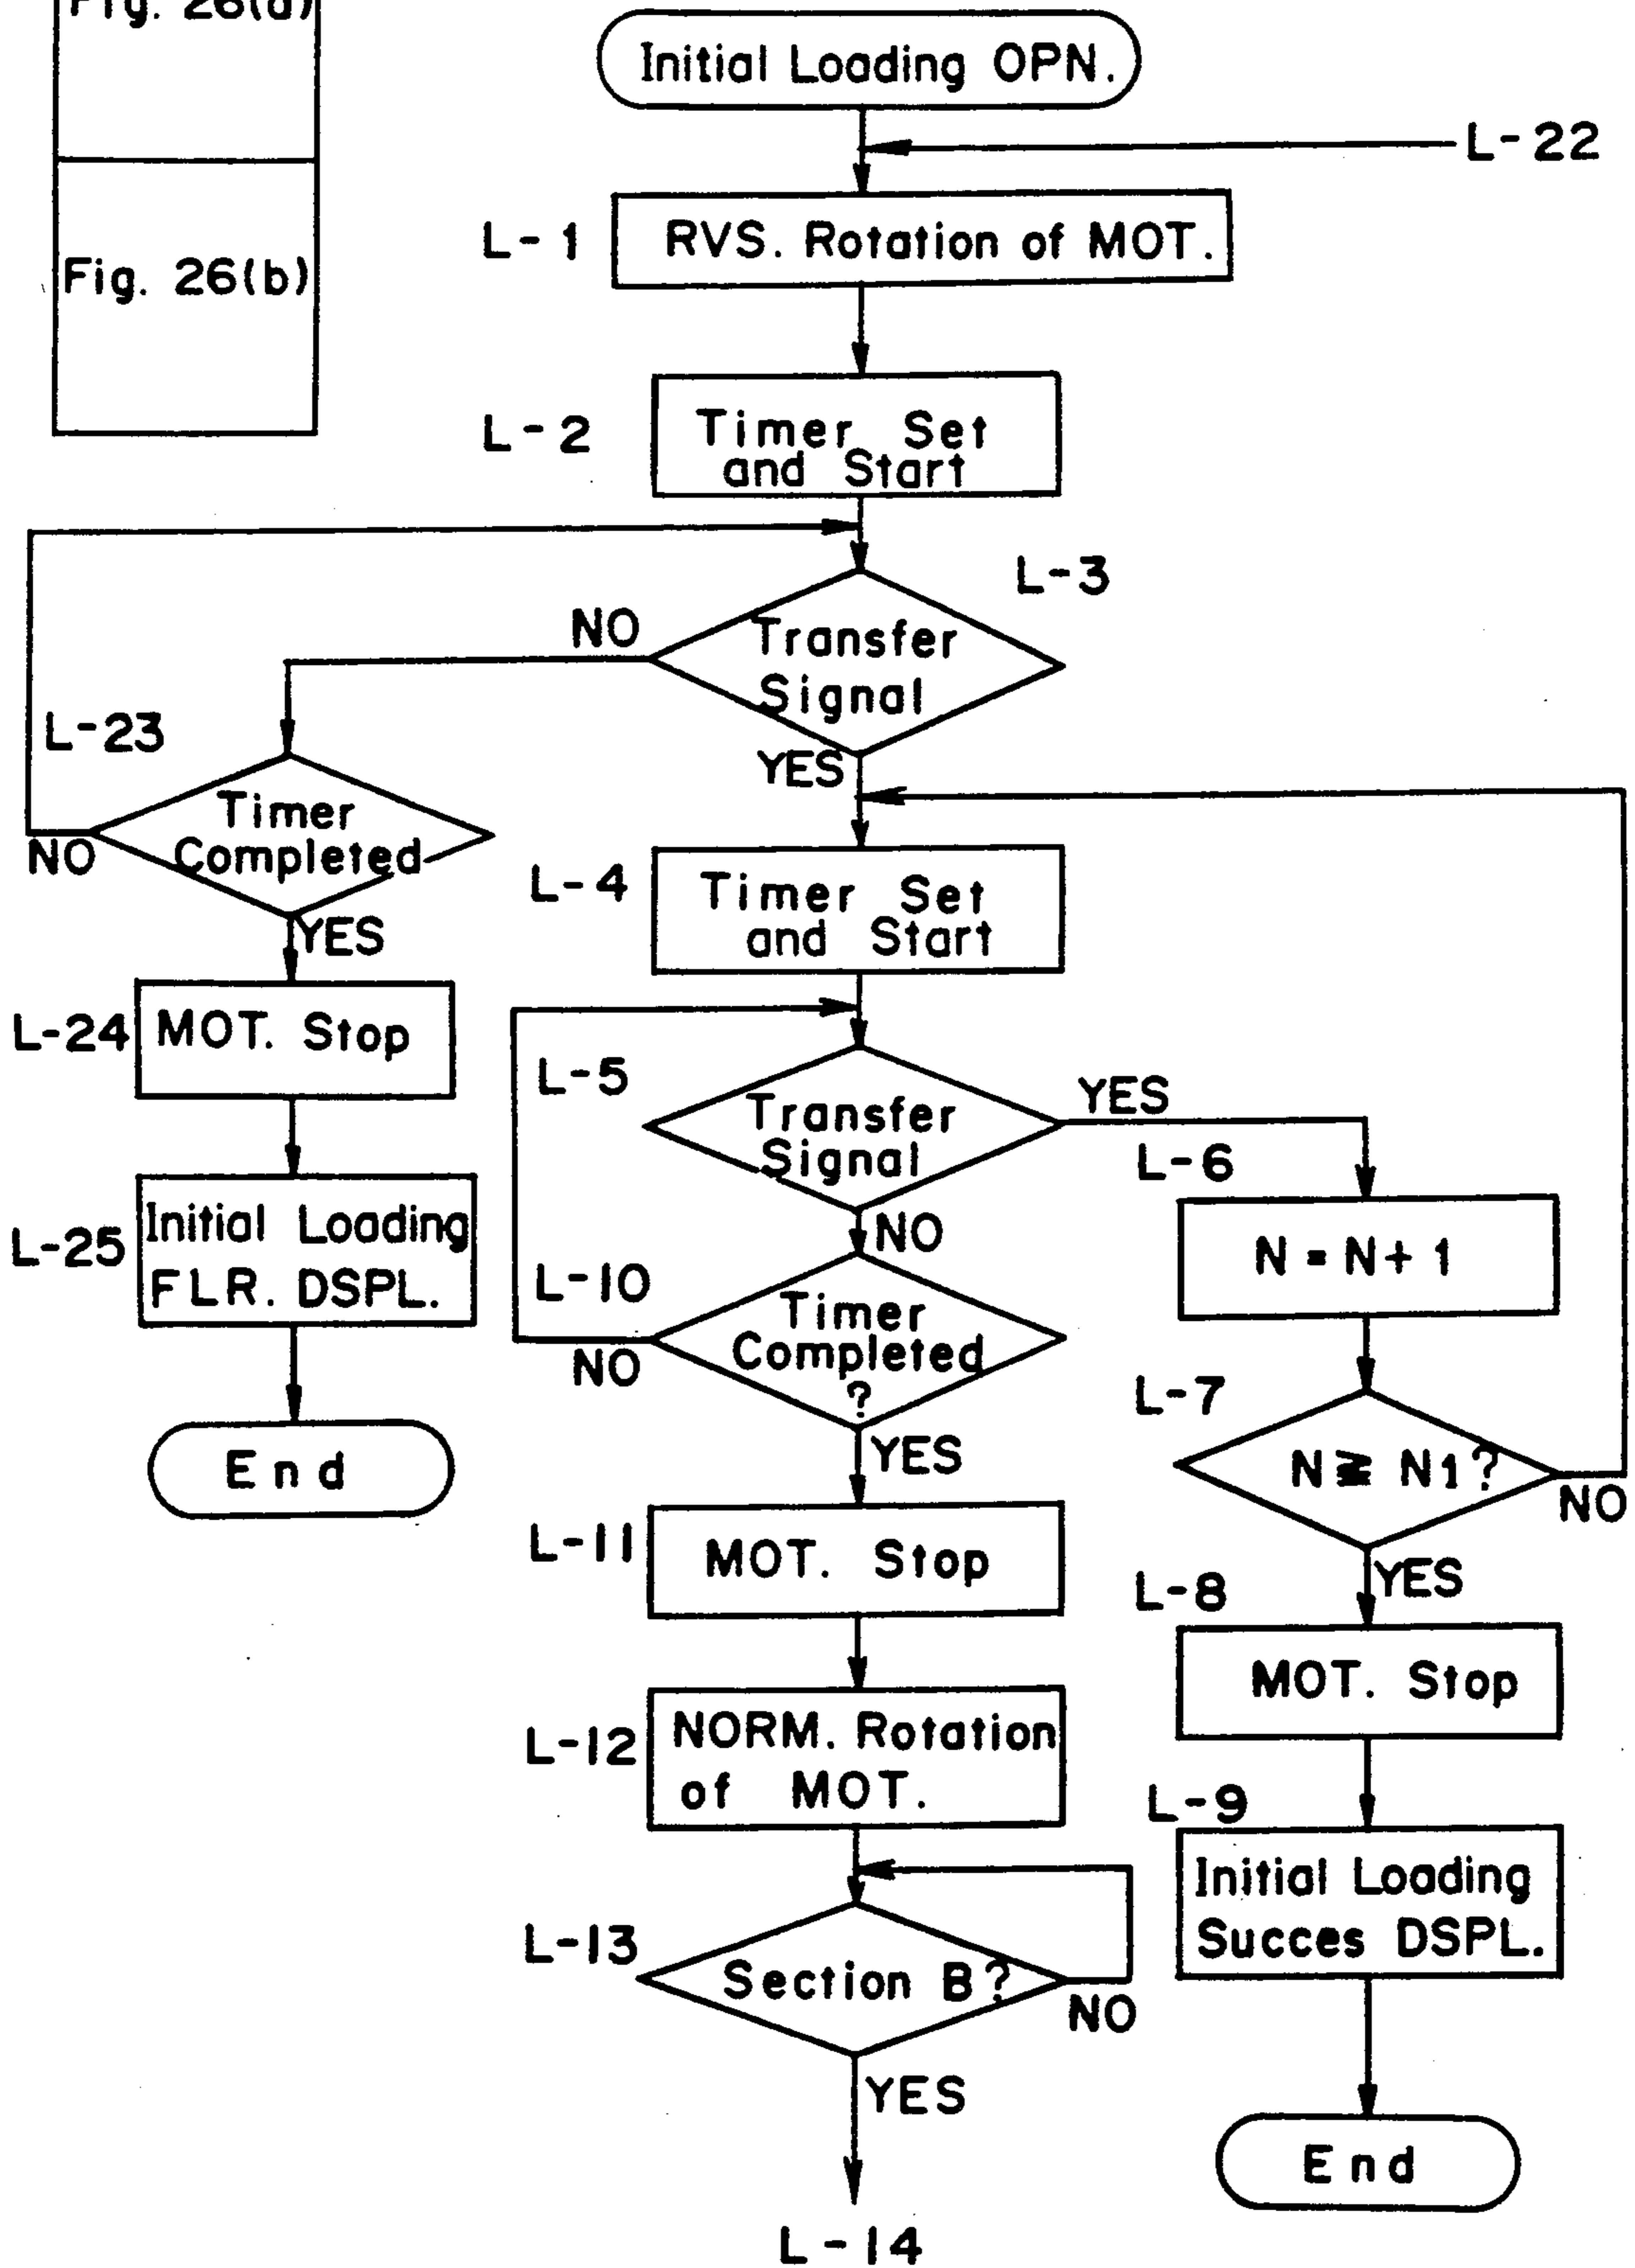 Fig. 26(a)
Fig. 26(b)
Initial Loading OPN.
L-22
L-1
RVS. Rotation of MOT.
L-2
Timer Set
and Start
L-3
NO
Transfer
Signal
YES
L-23
Timer
Completed
NO
YES
L-4
Timer Set
and Start
L-24
MOT. Stop
L-5
Transfer
Signal
YES
NO
L-6
N = N + 1
L-25
Initial Loading
FLR. DSPL.
End
L-10
Timer
Completed
?
NO
YES
L-7
N ≧ N1?
NO
YES
L-11
MOT. Stop
L-8
MOT. Stop
L-12
NORM. Rotation
of MOT.
L-9
Initial Loading
Succes DSPL.
End
L-13
Section B?
NO
YES
L-14